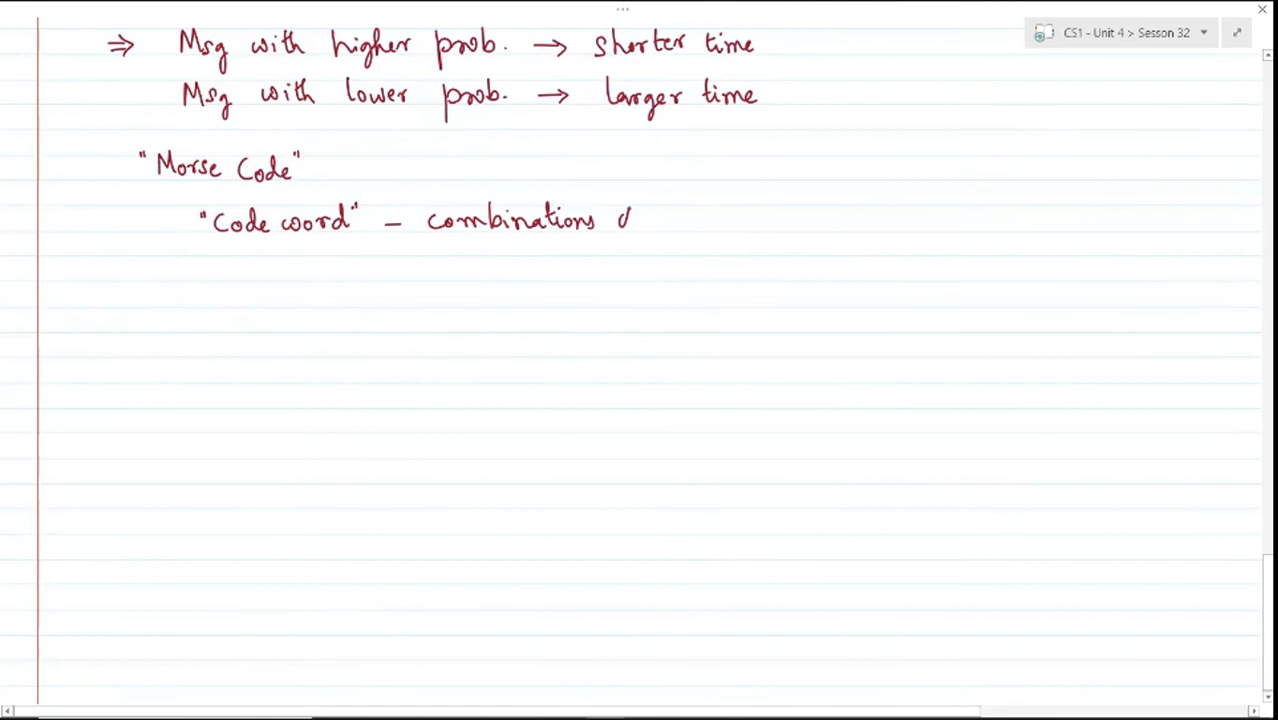 CS1 - Unit 4 > Sesson 32
⇒ Msg with higher prob. → shorter time
Msg with lower prob. → larger time
"Morse Code"
"Code word" - combinations